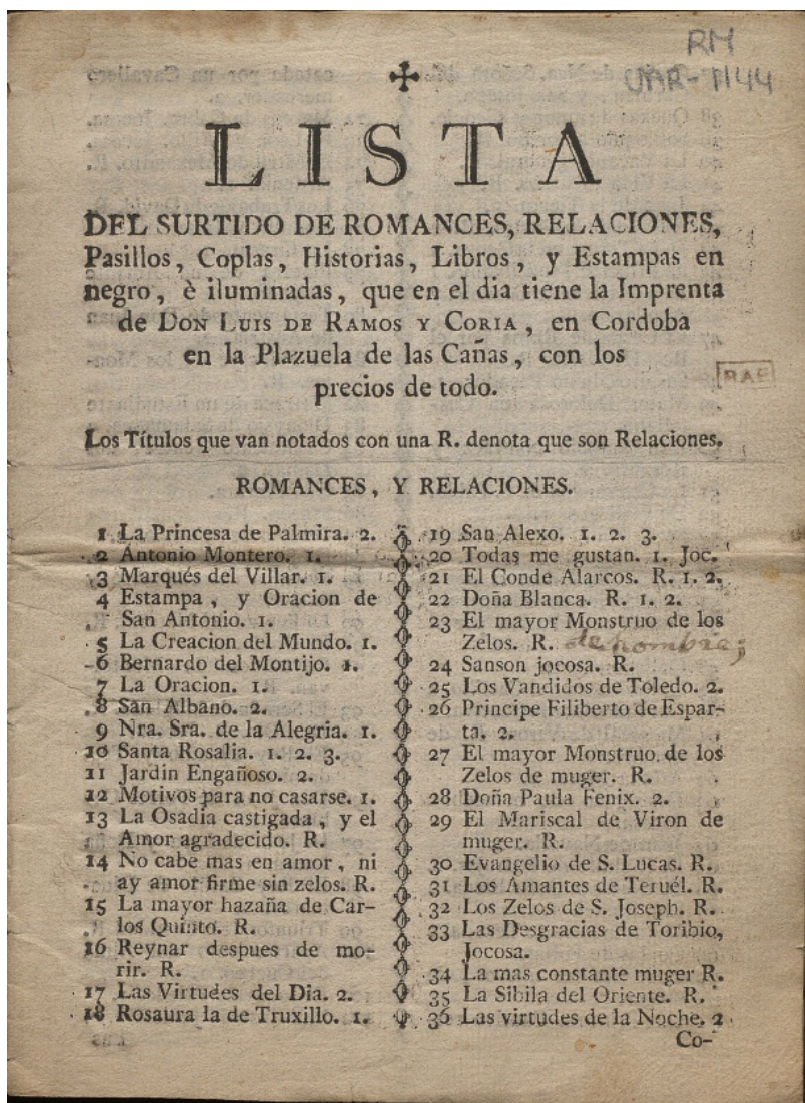 RM
VAR-1/44
LISTA
DEL SURTIDO DE ROMANCES, RELACIONES,
Pasillos, Coplas, Historias, Libros, y Estampas en
negro, è iluminadas, que en el dia tiene la Imprenta
de DON LUIS DE RAMOS Y CORIA, en Cordoba
en la Plazuela de las Cañas, con los
precios de todo.
RAE
Los Títulos que van notados con una R. denota que son Relaciones.
ROMANCES, Y RELACIONES.
1 La Princesa de Palmira. 2.
2 Antonio Montero. 1.
3 Marqués del Villar. 1.
4 Estampa, y Oracion de
San Antonio. 1.
5 La Creacion del Mundo. 1.
6 Bernardo del Montijo. 1.
7 La Oracion. 1.
8 San Albano. 2.
9 Nra. Sra. de la Alegria. 1.
10 Santa Rosalia. 1. 2. 3.
11 Jardin Engañoso. 2.
12 Motivos para no casarse. 1.
13 La Osadia castigada, y el
Amor agradecido. R.
14 No cabe mas en amor, ni
ay amor firme sin zelos. R.
15 La mayor hazaña de Car-
los Quinto. R.
16 Reynar despues de mo-
rir. R.
17 Las Virtudes del Dia. 2.
18 Rosaura la de Truxillo. 1.
19 San Alexo. 1. 2. 3.
20 Todas me gustan. 1. Joc.
21 El Conde Alarcos. R. 1. 2.
22 Doña Blanca. R. 1. 2.
23 El mayor Monstruo de los
Zelos. R. de hombre;
24 Sanson jocosa. R.
25 Los Vandidos de Toledo. 2.
26 Principe Filiberto de Espar-
ta. 2.
27 El mayor Monstruo de los
Zelos de muger. R.
28 Doña Paula Fenix. 2.
29 El Mariscal de Viron de
muger. R.
30 Evangelio de S. Lucas. R.
31 Los Amantes de Teruél. R.
32 Los Zelos de S. Joseph. R.
33 Las Desgracias de Toribio,
Jocosa.
34 La mas constante muger R.
35 La Sibila del Oriente. R.
36 Las virtudes de la Noche. 2
Co-